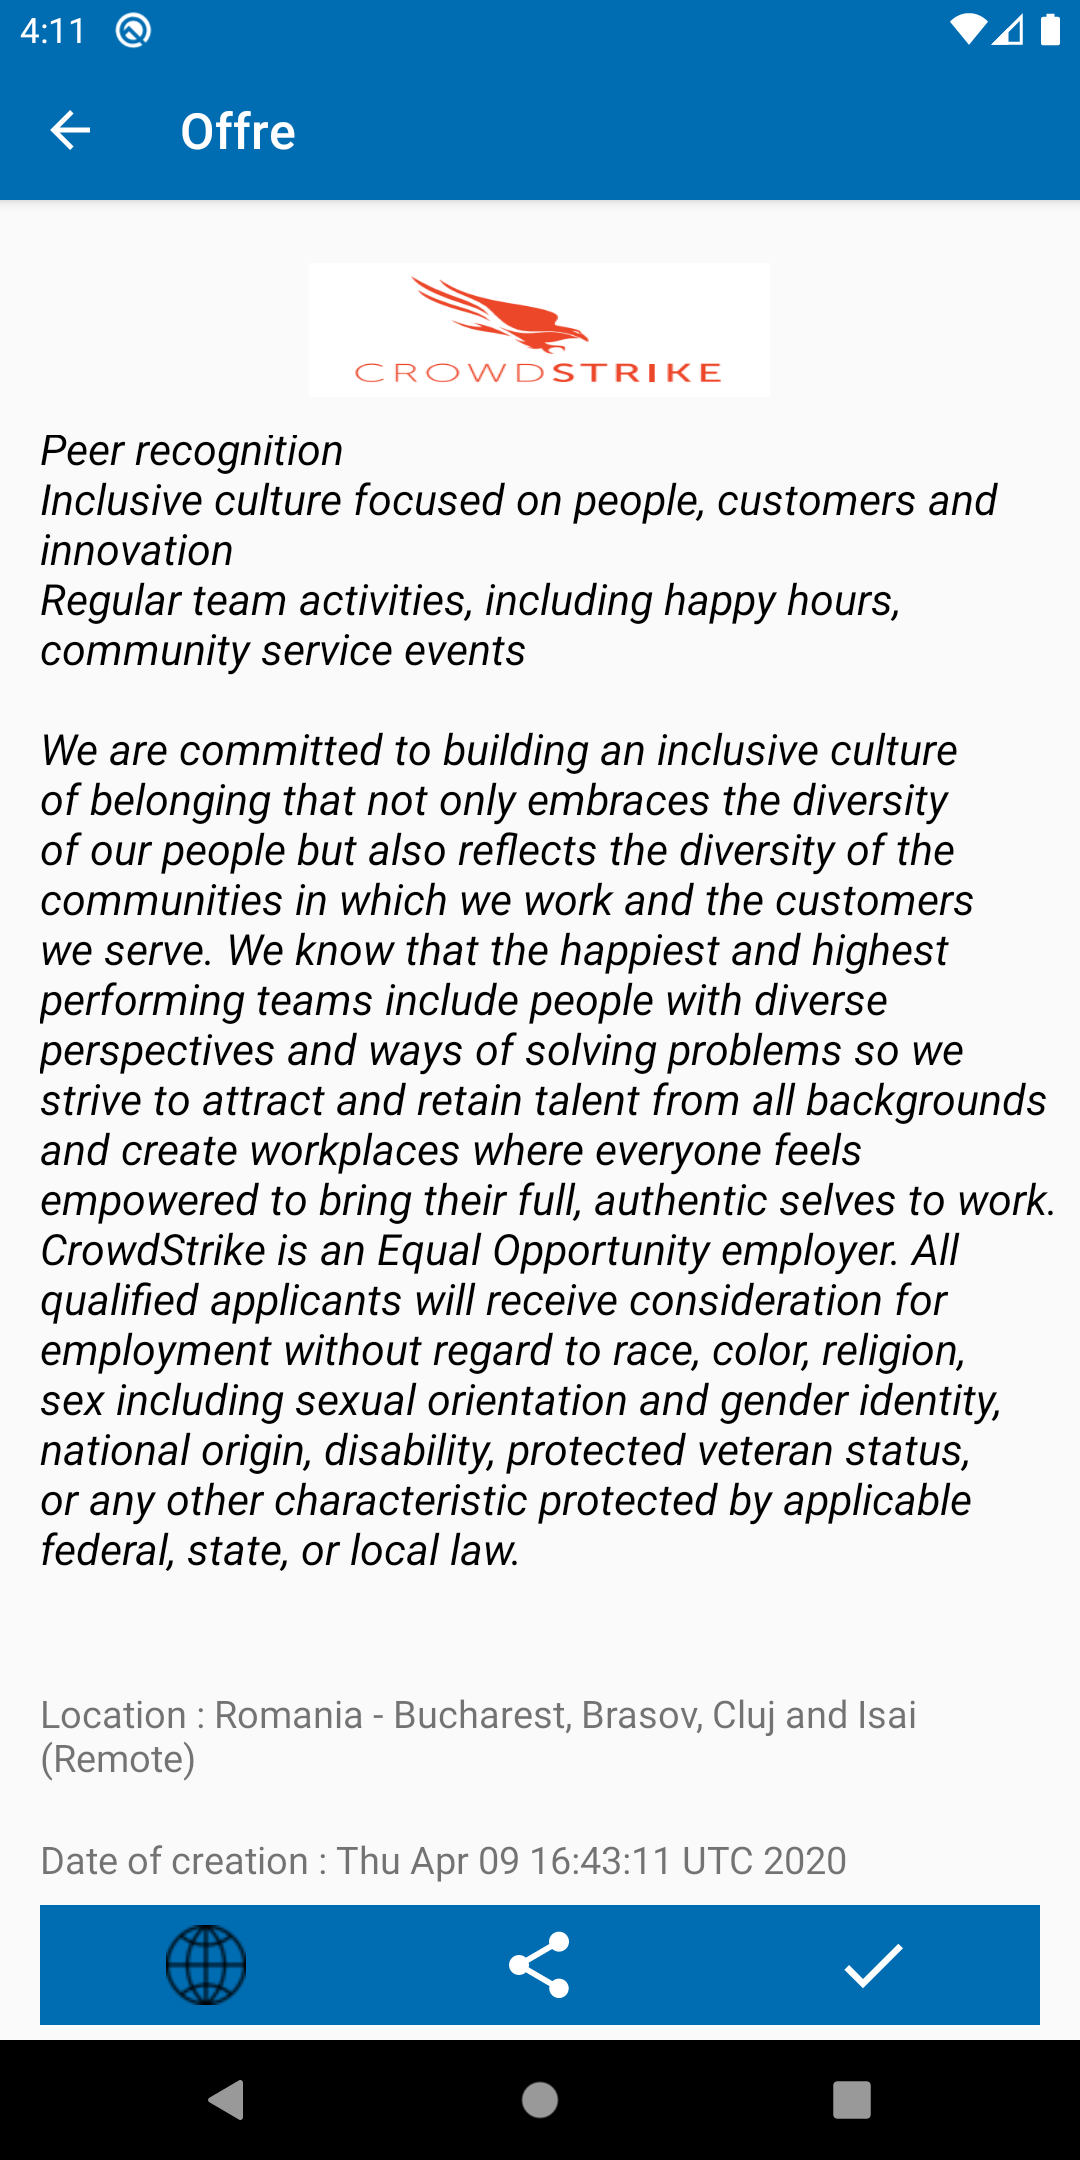 4:11
Offre
CROWDSTRIKE
Peer recognition
Inclusive culture focused on people, customers and
innovation
Regular team activities, including happy hours,
community service events
We are committed to building an inclusive culture
of belonging that not only embraces the diversity
of our people but also reflects the diversity of the
communities in which we work and the customers
we serve. We know that the happiest and highest
performing teams include people with diverse
perspectives and ways of solving problems so we
strive to attract and retain talent from all backgrounds
and create workplaces where everyone feels
empowered to bring their full, authentic selves to work.
CrowdStrike is an Equal Opportunity employer. All
qualified applicants will receive consideration for
employment without regard to race, color, religion,
sex including sexual orientation and gender identity,
national origin, disability, protected veteran status,
or any other characteristic protected by applicable
federal, state, or local law.
Location : Romania - Bucharest, Brasov, Cluj and Isai
(Remote)
Date of creation : Thu Apr 09 16:43:11 UTC 2020